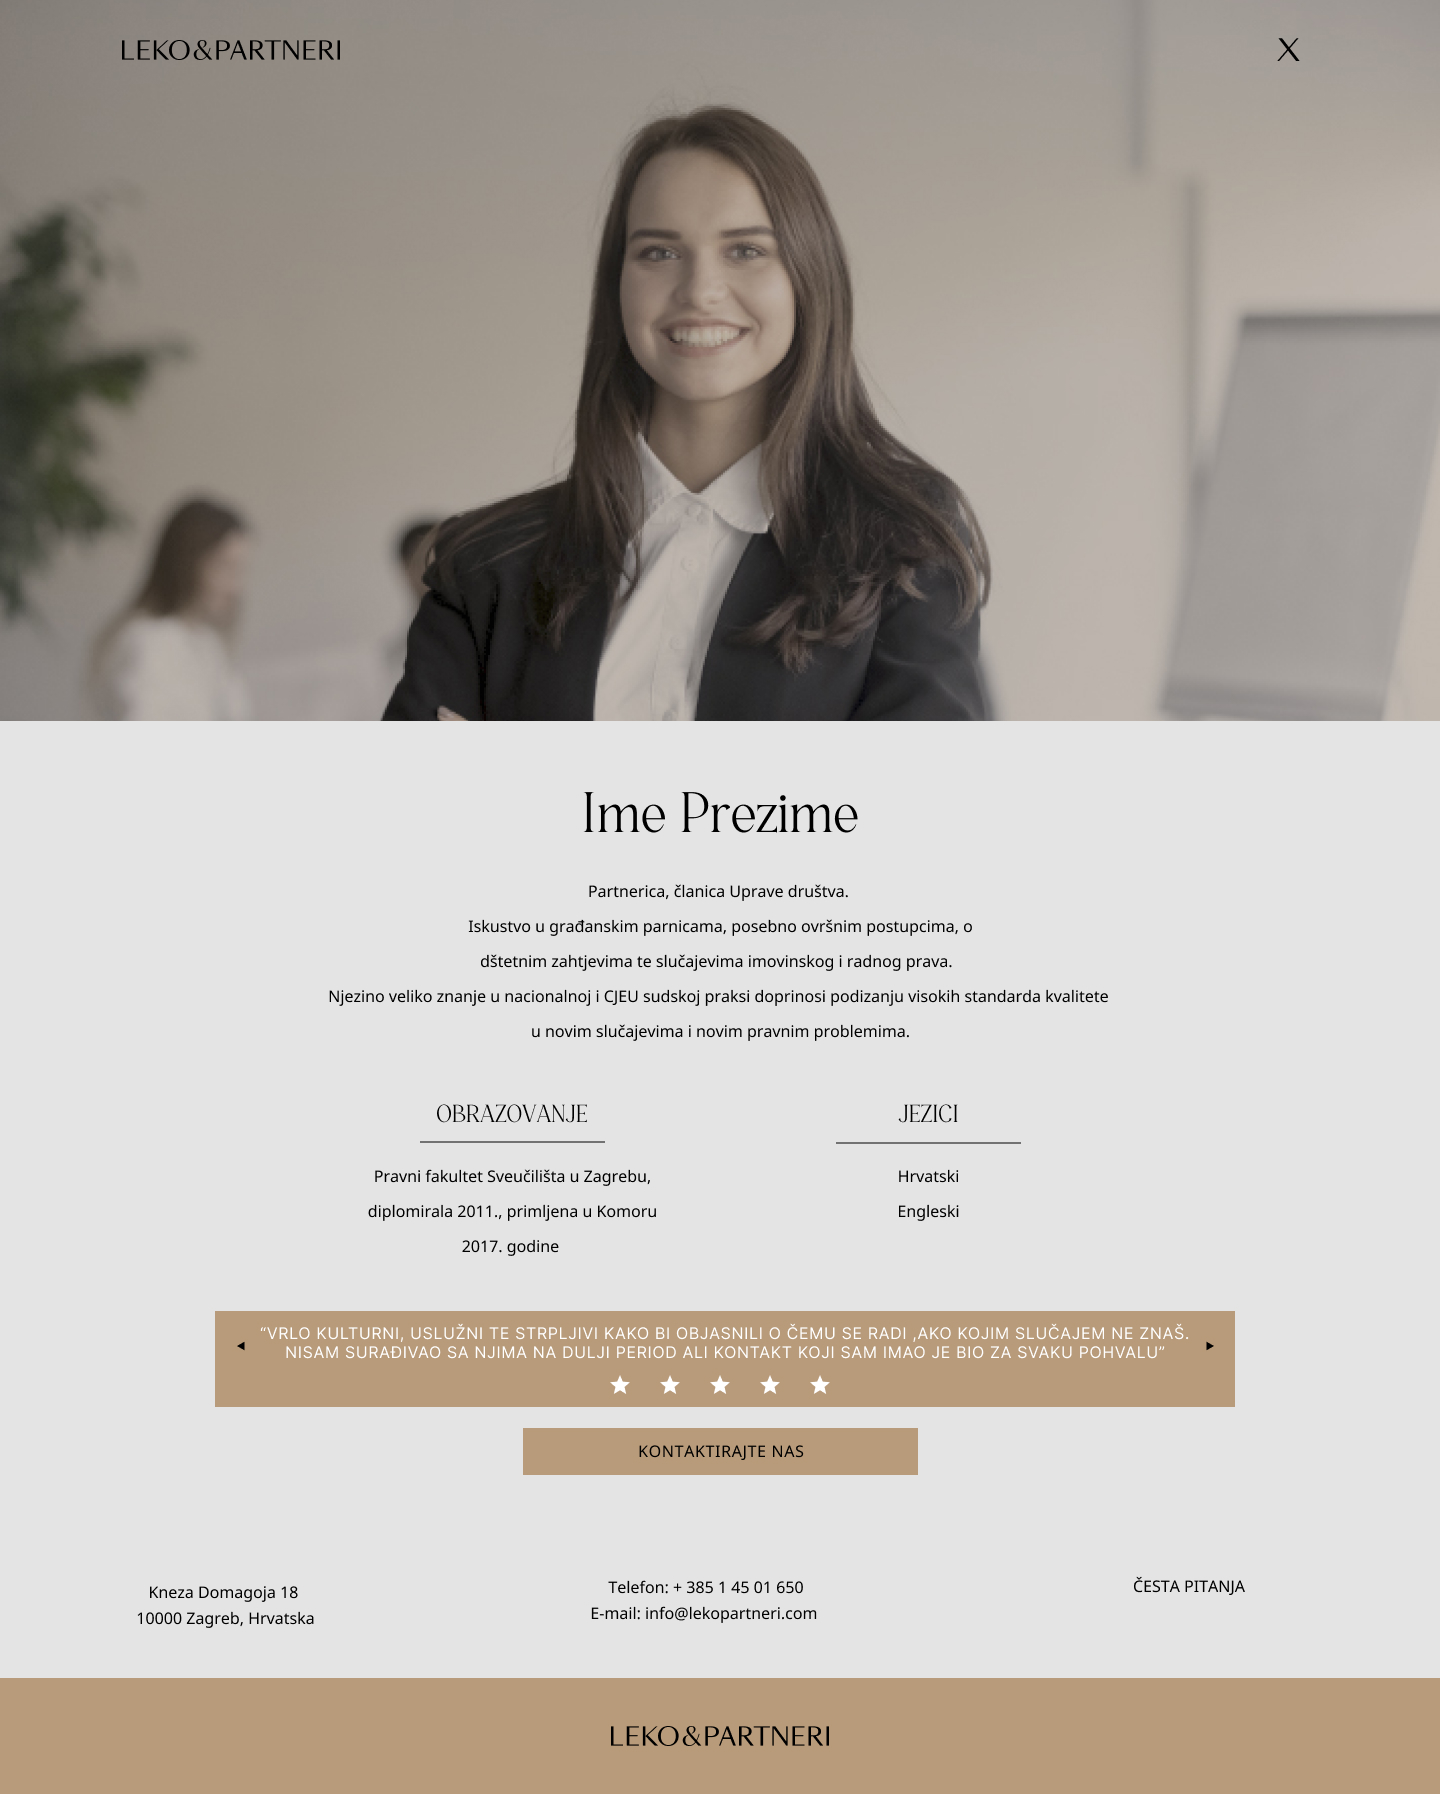 LEKO&PARTNERI
X
Ime Prezime
Partnerica, članica Uprave društva.
Iskustvo u građanskim parnicama, posebno ovršnim postupcima, o
dštetnim zahtjevima te slučajevima imovinskog i radnog prava.
Njezino veliko znanje u nacionalnoj i CJEU sudskoj praksi doprinosi podizanju visokih standarda kvalitete
u novim slučajevima i novim pravnim problemima.
OBRAZOVANJE
Pravni fakultet Sveučilišta u Zagrebu,
diplomirala 2011., primljena u Komoru
2017. godine
JEZICI
Hrvatski
Engleski
“VRLO KULTURNI, USLUŽNI TE STRPLJIVI KAKO BI OBJASNILI O ČEMU SE RADI ,AKO KOJIM SLUČAJEM NE ZNAŠ.
NISAM SURAĐIVAO SA NJIMA NA DULJI PERIOD ALI KONTAKT KOJI SAM IMAO JE BIO ZA SVAKU POHVALU”
KONTAKTIRAJTE NAS
Kneza Domagoja 18
10000 Zagreb, Hrvatska
Telefon: + 385 1 45 01 650
E-mail: info@lekopartneri.com
ČESTA PITANJA
LEKO&PARTNERI